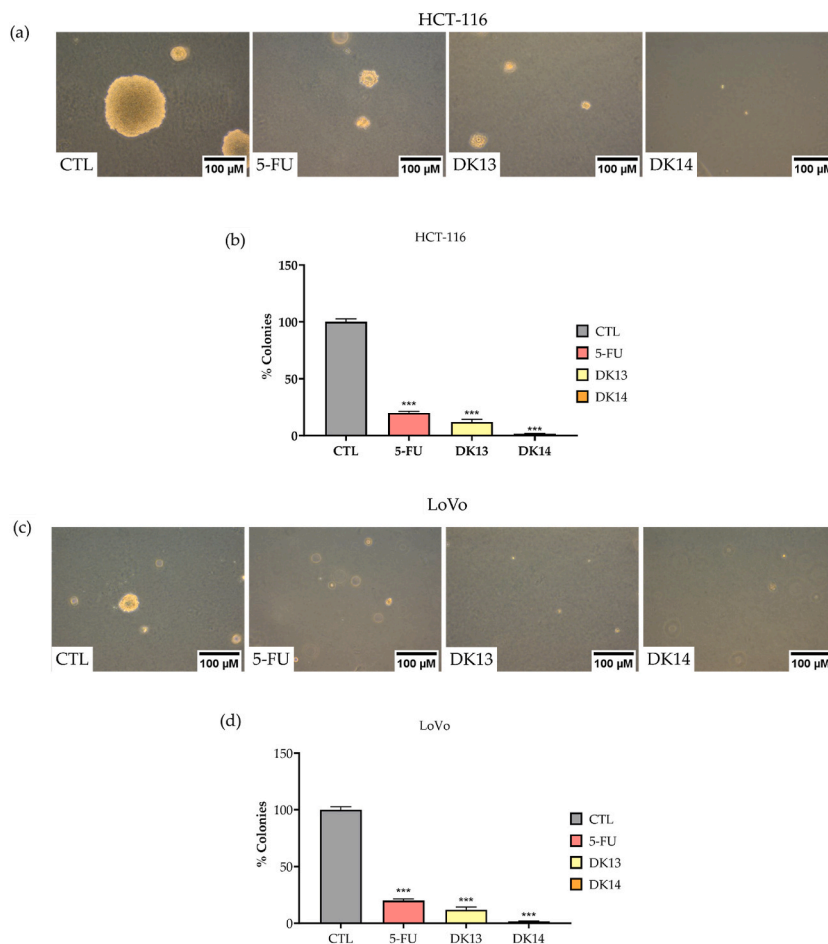 HCT-116
(a)
CTL
100 µM
5-FU
100 µM
DK13
100 µM
DK14
100 µM
(b)
HCT-116
% Colonies
150
100
50
0
***
***
***
CTL
5-FU
DK13
DK14
CTL
5-FU
DK13
DK14
LoVo
(c)
CTL
100 µM
5-FU
100 µM
DK13
100 µM
DK14
100 µM
(d)
LoVo
% Colonies
150
100
50
0
***
***
***
CTL
5-FU
DK13
DK14
CTL
5-FU
DK13
DK14